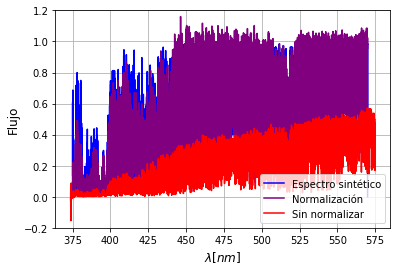 1.2
1.0
0.8
0.6
0.4
0.2
0.0
−0.2
Flujo
Espectro sintético
Normalización
Sin normalizar
375 400 425 450 475 500 525 550 575
λ[nm]